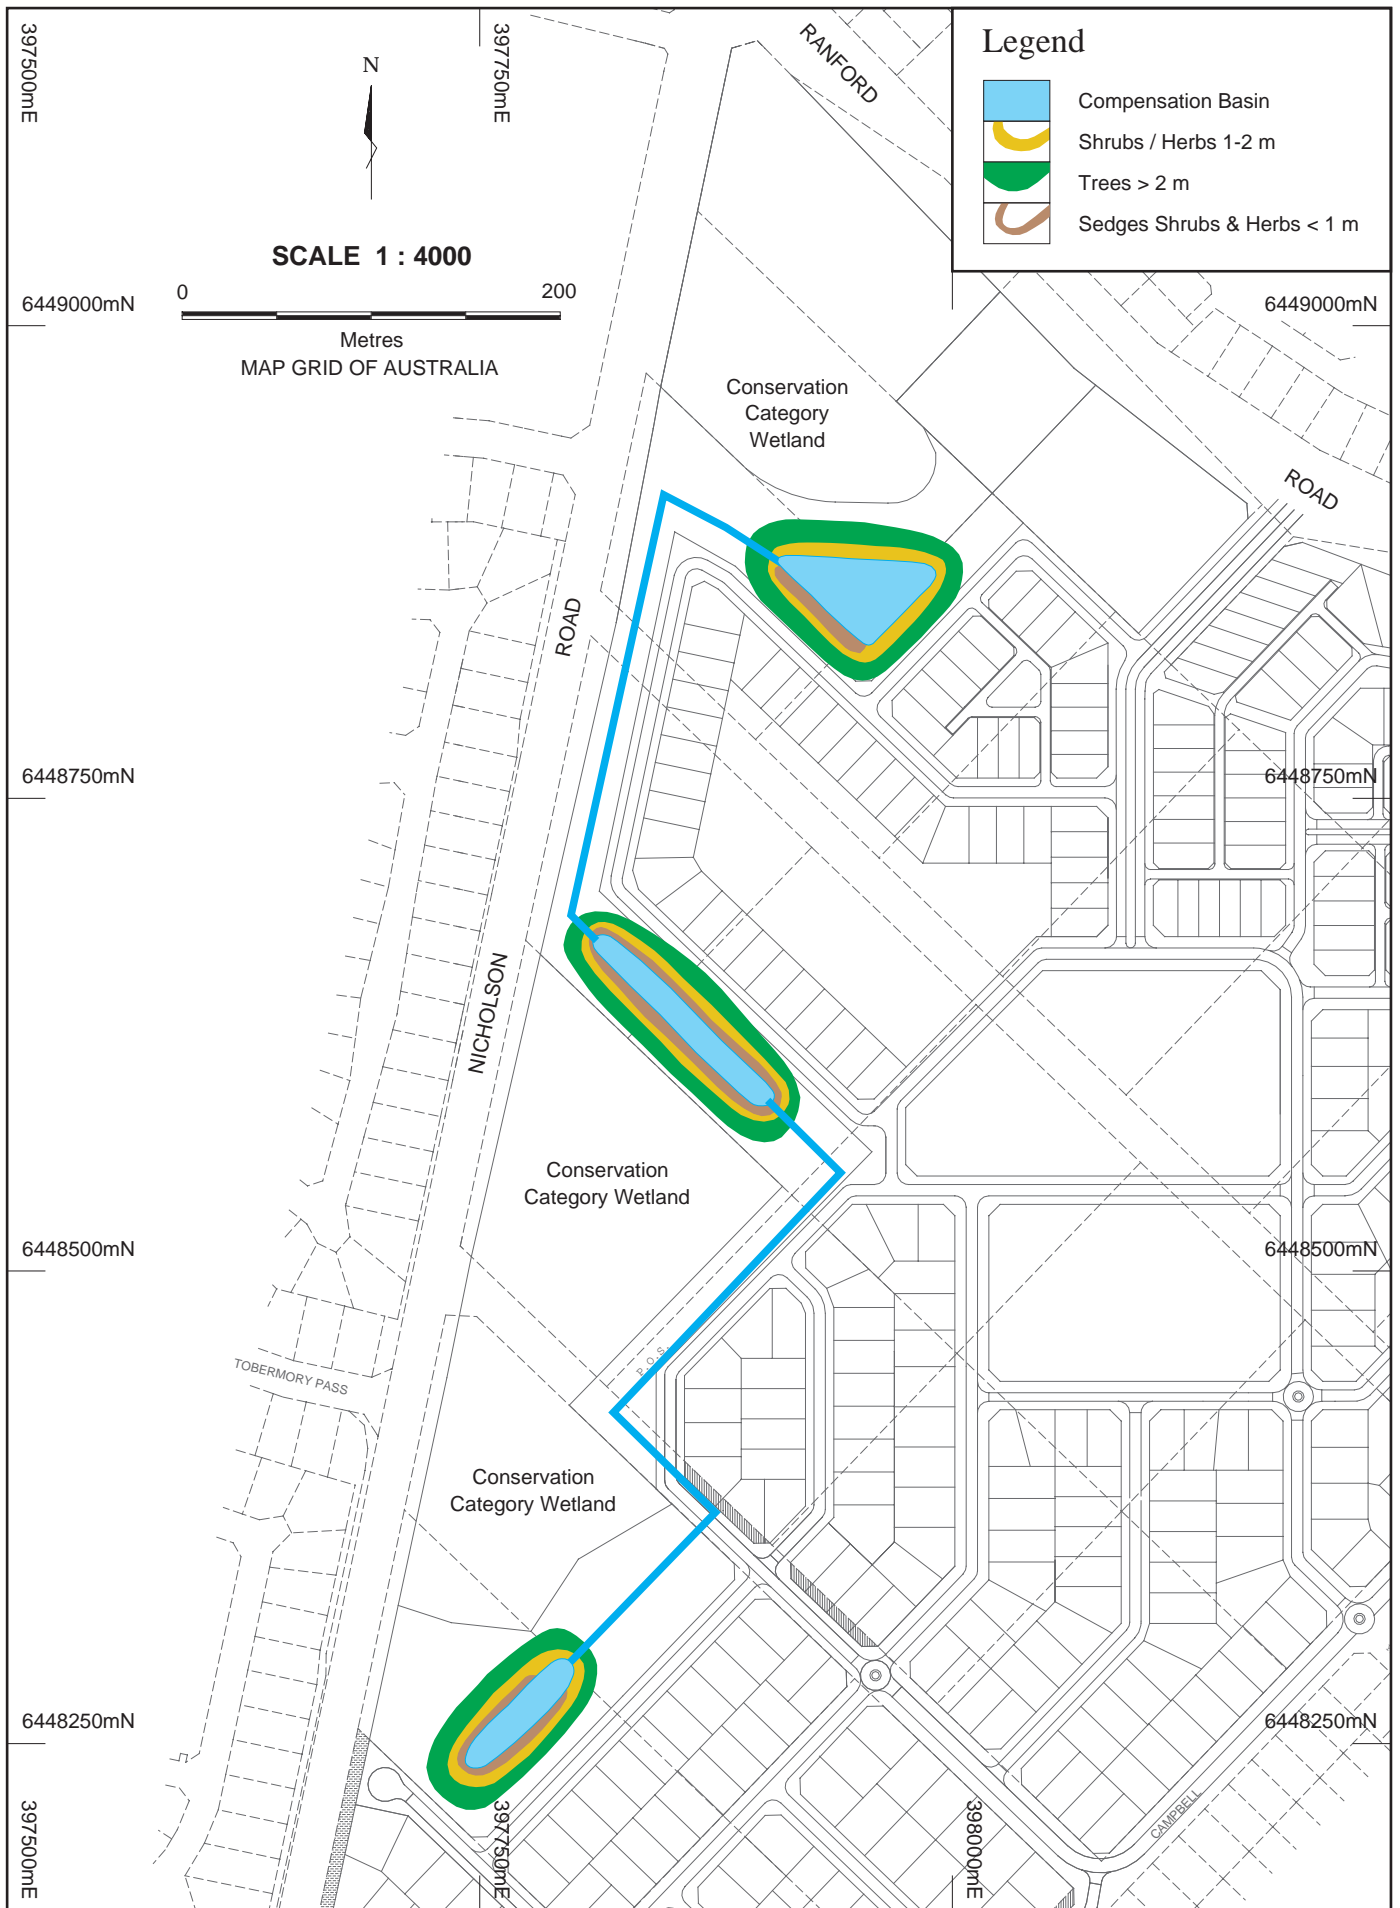 397500mE
397750mE
RANFORD
N
Legend
Compensation Basin
Shrubs / Herbs 1-2 m
Trees > 2 m
Sedges Shrubs & Herbs < 1 m
SCALE 1 : 4000
0 200
Metres
MAP GRID OF AUSTRALIA
6449000mN
6449000mN
Conservation
Category
Wetland
ROAD
ROAD
6448750mN
6448750mN
NICHOLSON
Conservation
Category Wetland
6448500mN
6448500mN
P.O.S.
TOBERMORY PASS
Conservation
Category Wetland
6448250mN
6448250mN
CAMPBELL
397500mE
397750mE
398000mE